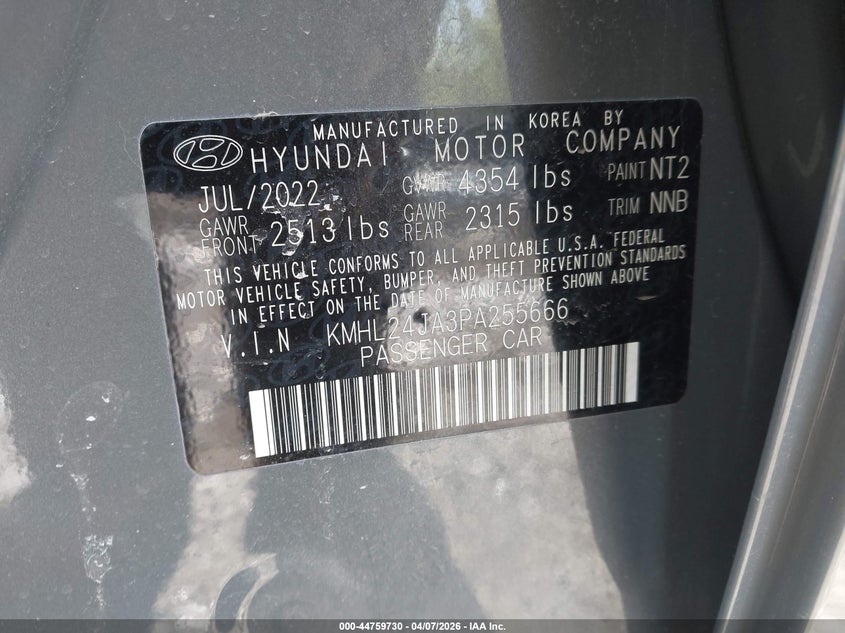 MANUFACTURED IN KOREA BY
HYUNDAI MOTOR COMPANY
JUL/2022 GVWR 4354 lbs PAINT NT2
GAWR FRONT 2513 lbs GAWR REAR 2315 lbs TRIM NNB
THIS VEHICLE CONFORMS TO ALL APPLICABLE U.S.A. FEDERAL
MOTOR VEHICLE SAFETY, BUMPER, AND THEFT PREVENTION STANDARDS
IN EFFECT ON THE DATE OF MANUFACTURE SHOWN ABOVE
V.I.N KMHL24JA3PA255666
PASSENGER CAR
000-44759730 - 04/07/2026 - IAA Inc.